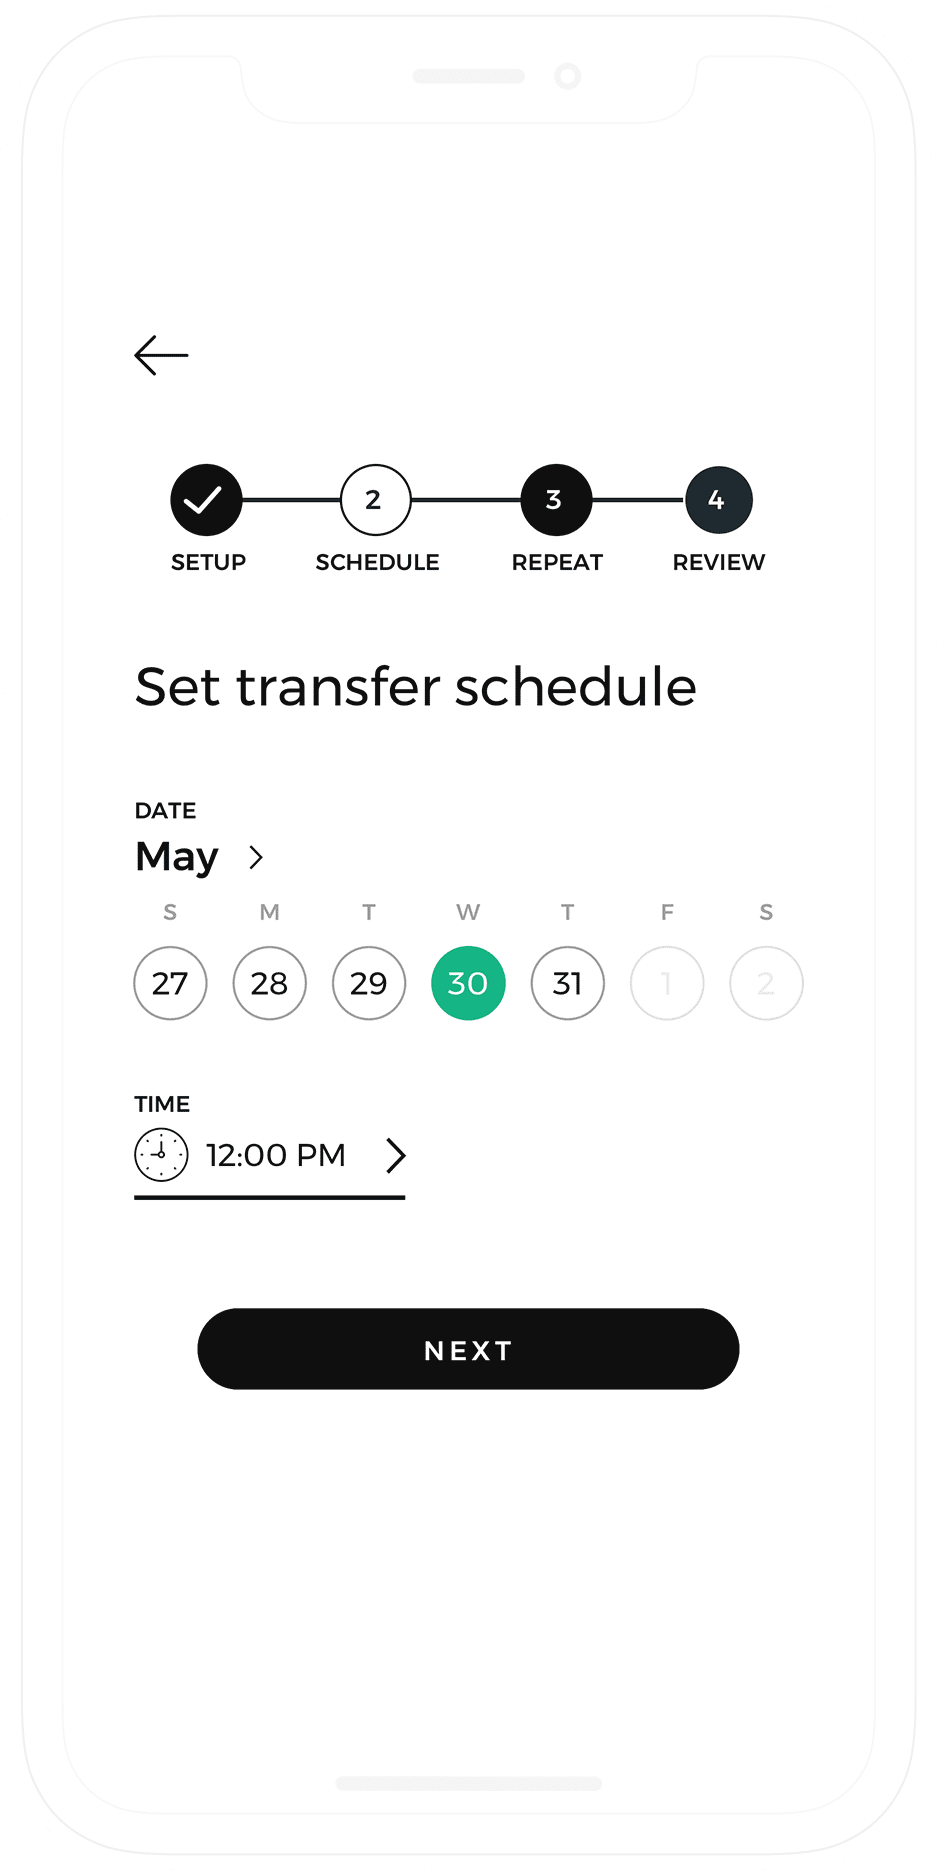 2 3 4
SETUP SCHEDULE REPEAT REVIEW
Set transfer schedule
DATE
May
S M T W T F S
27 28 29 30 31 1 2
TIME
12:00 PM
NEXT